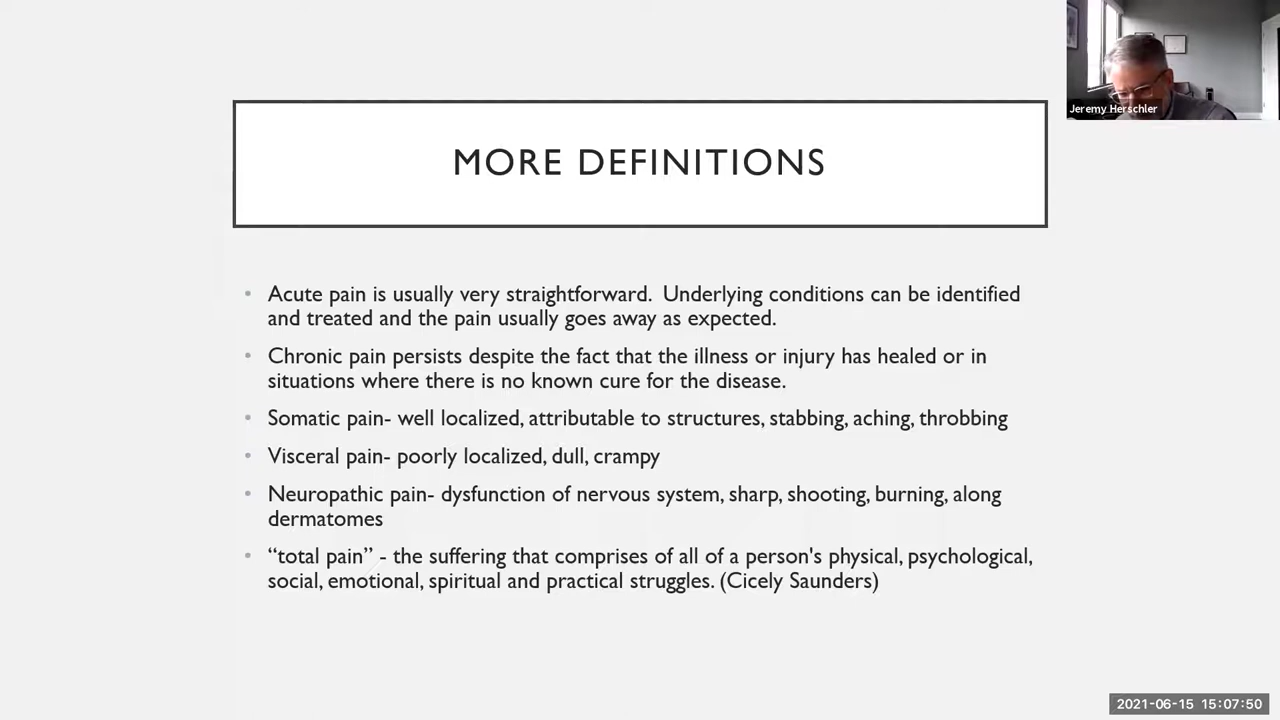 Jeremy Herschler
MORE DEFINITIONS
• Acute pain is usually very straightforward.  Underlying conditions can be identified
and treated and the pain usually goes away as expected.
• Chronic pain persists despite the fact that the illness or injury has healed or in
situations where there is no known cure for the disease.
• Somatic pain- well localized, attributable to structures, stabbing, aching, throbbing
• Visceral pain- poorly localized, dull, crampy
• Neuropathic pain- dysfunction of nervous system, sharp, shooting, burning, along
dermatomes
• “total pain” - the suffering that comprises of all of a person's physical, psychological,
social, emotional, spiritual and practical struggles. (Cicely Saunders)
2021-06-15 15:07:50